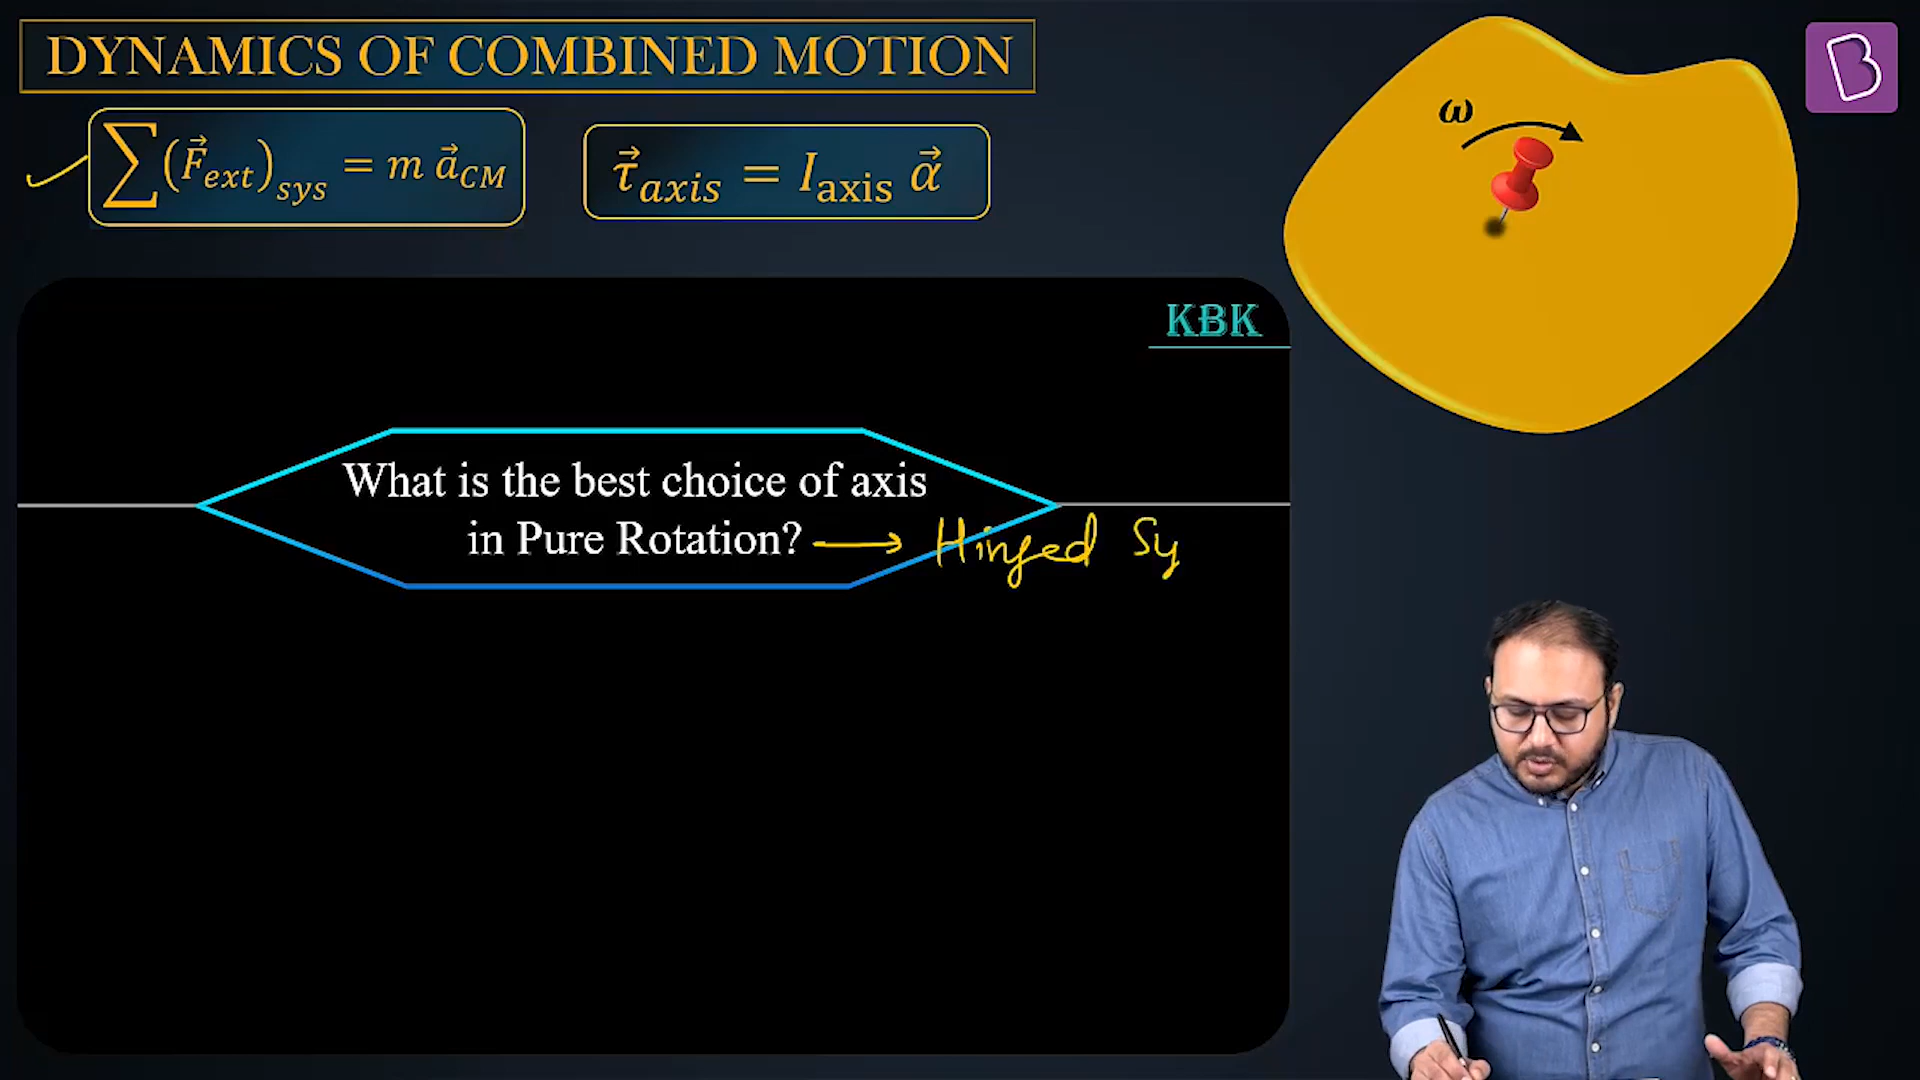 DYNAMICS OF COMBINED MOTION
∑(F⃗ext)sys = m a⃗CM
τ⃗axis = Iaxis α⃗
ω
B
KBK
What is the best choice of axis
in Pure Rotation? → Hinged Sy